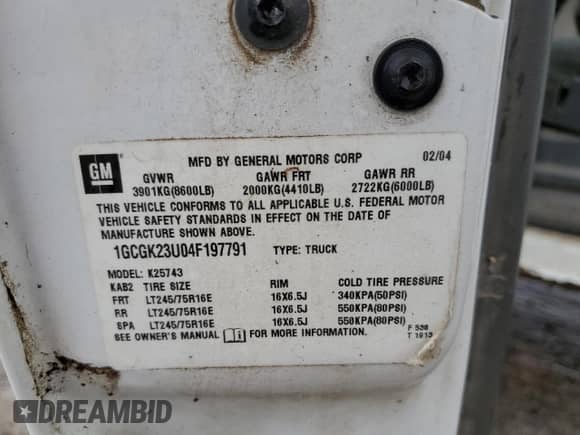 GM
MFD BY GENERAL MOTORS CORP 02/04
GVWR GAWR FRT GAWR RR
3901KG(8600LB) 2000KG(4410LB) 2722KG(6000LB)
THIS VEHICLE CONFORMS TO ALL APPLICABLE U.S. FEDERAL MOTOR
VEHICLE SAFETY STANDARDS IN EFFECT ON THE DATE OF
MANUFACTURE SHOWN ABOVE.
1GCGK23U04F197791 TYPE: TRUCK
MODEL: K25743
KAB2 TIRE SIZE RIM COLD TIRE PRESSURE
FRT LT245/75R16E 16X6.5J 340KPA(50PSI)
RR LT245/75R16E 16X6.5J 550KPA(80PSI)
SPA LT245/75R16E 16X6.5J 550KPA(80PSI)
SEE OWNER'S MANUAL FOR MORE INFORMATION.
F 538
T 1913
DREAMBID